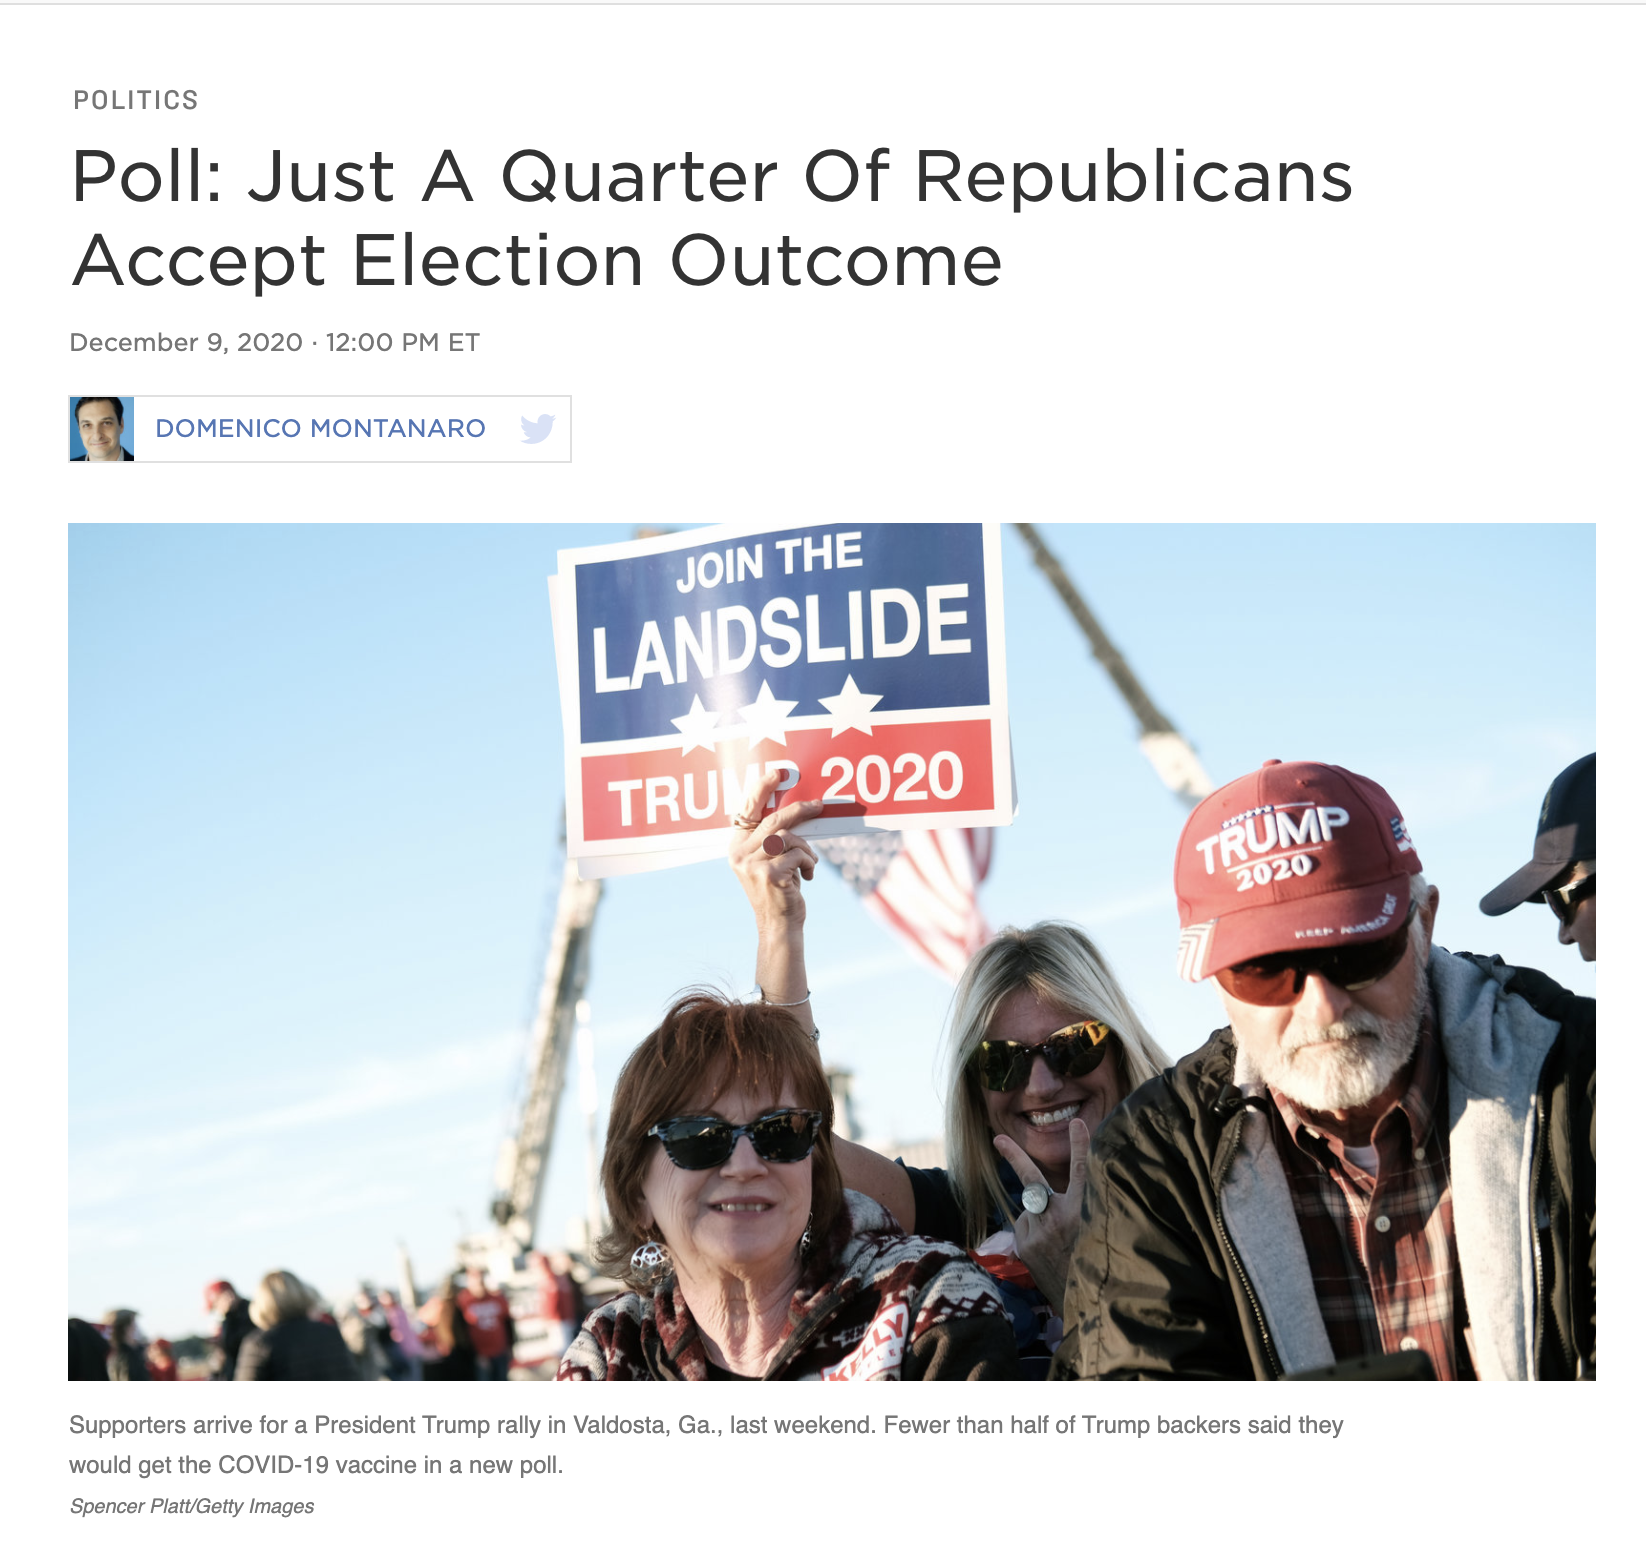 POLITICS
Poll: Just A Quarter Of Republicans
Accept Election Outcome
December 9, 2020 · 12:00 PM ET
DOMENICO MONTANARO
JOIN THE
LANDSLIDE
TRUMP 2020
TRUMP
2020
KEEP AMERICA GREAT
KELLY
Supporters arrive for a President Trump rally in Valdosta, Ga., last weekend. Fewer than half of Trump backers said they
would get the COVID-19 vaccine in a new poll.
Spencer Platt/Getty Images